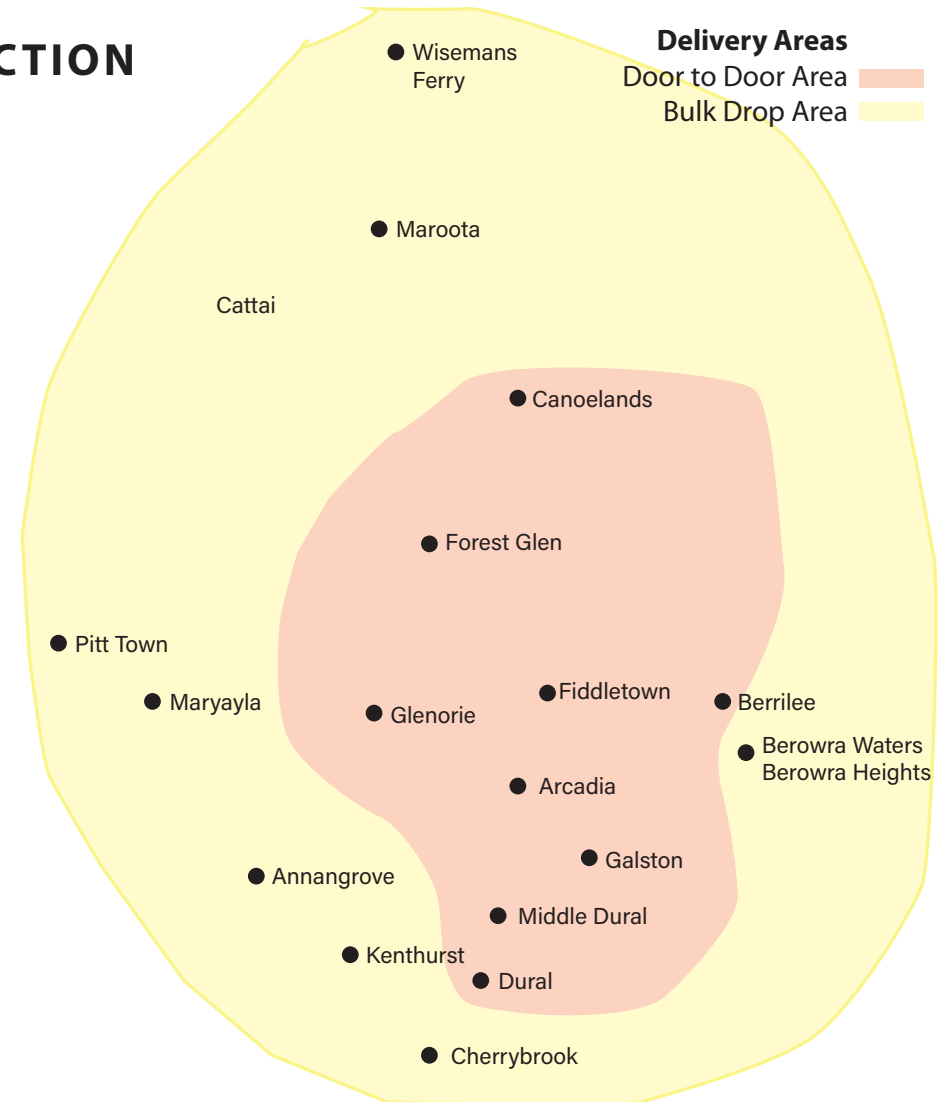 CTION
Delivery Areas
Door to Door Area
Bulk Drop Area
Wisemans
Ferry
Maroota
Cattai
Canoelands
Forest Glen
Pitt Town
Maryayla
Glenorie
Fiddletown
Berrilee
Berowra Waters
Berowra Heights
Arcadia
Galston
Annangrove
Middle Dural
Kenthurst
Dural
Cherrybrook